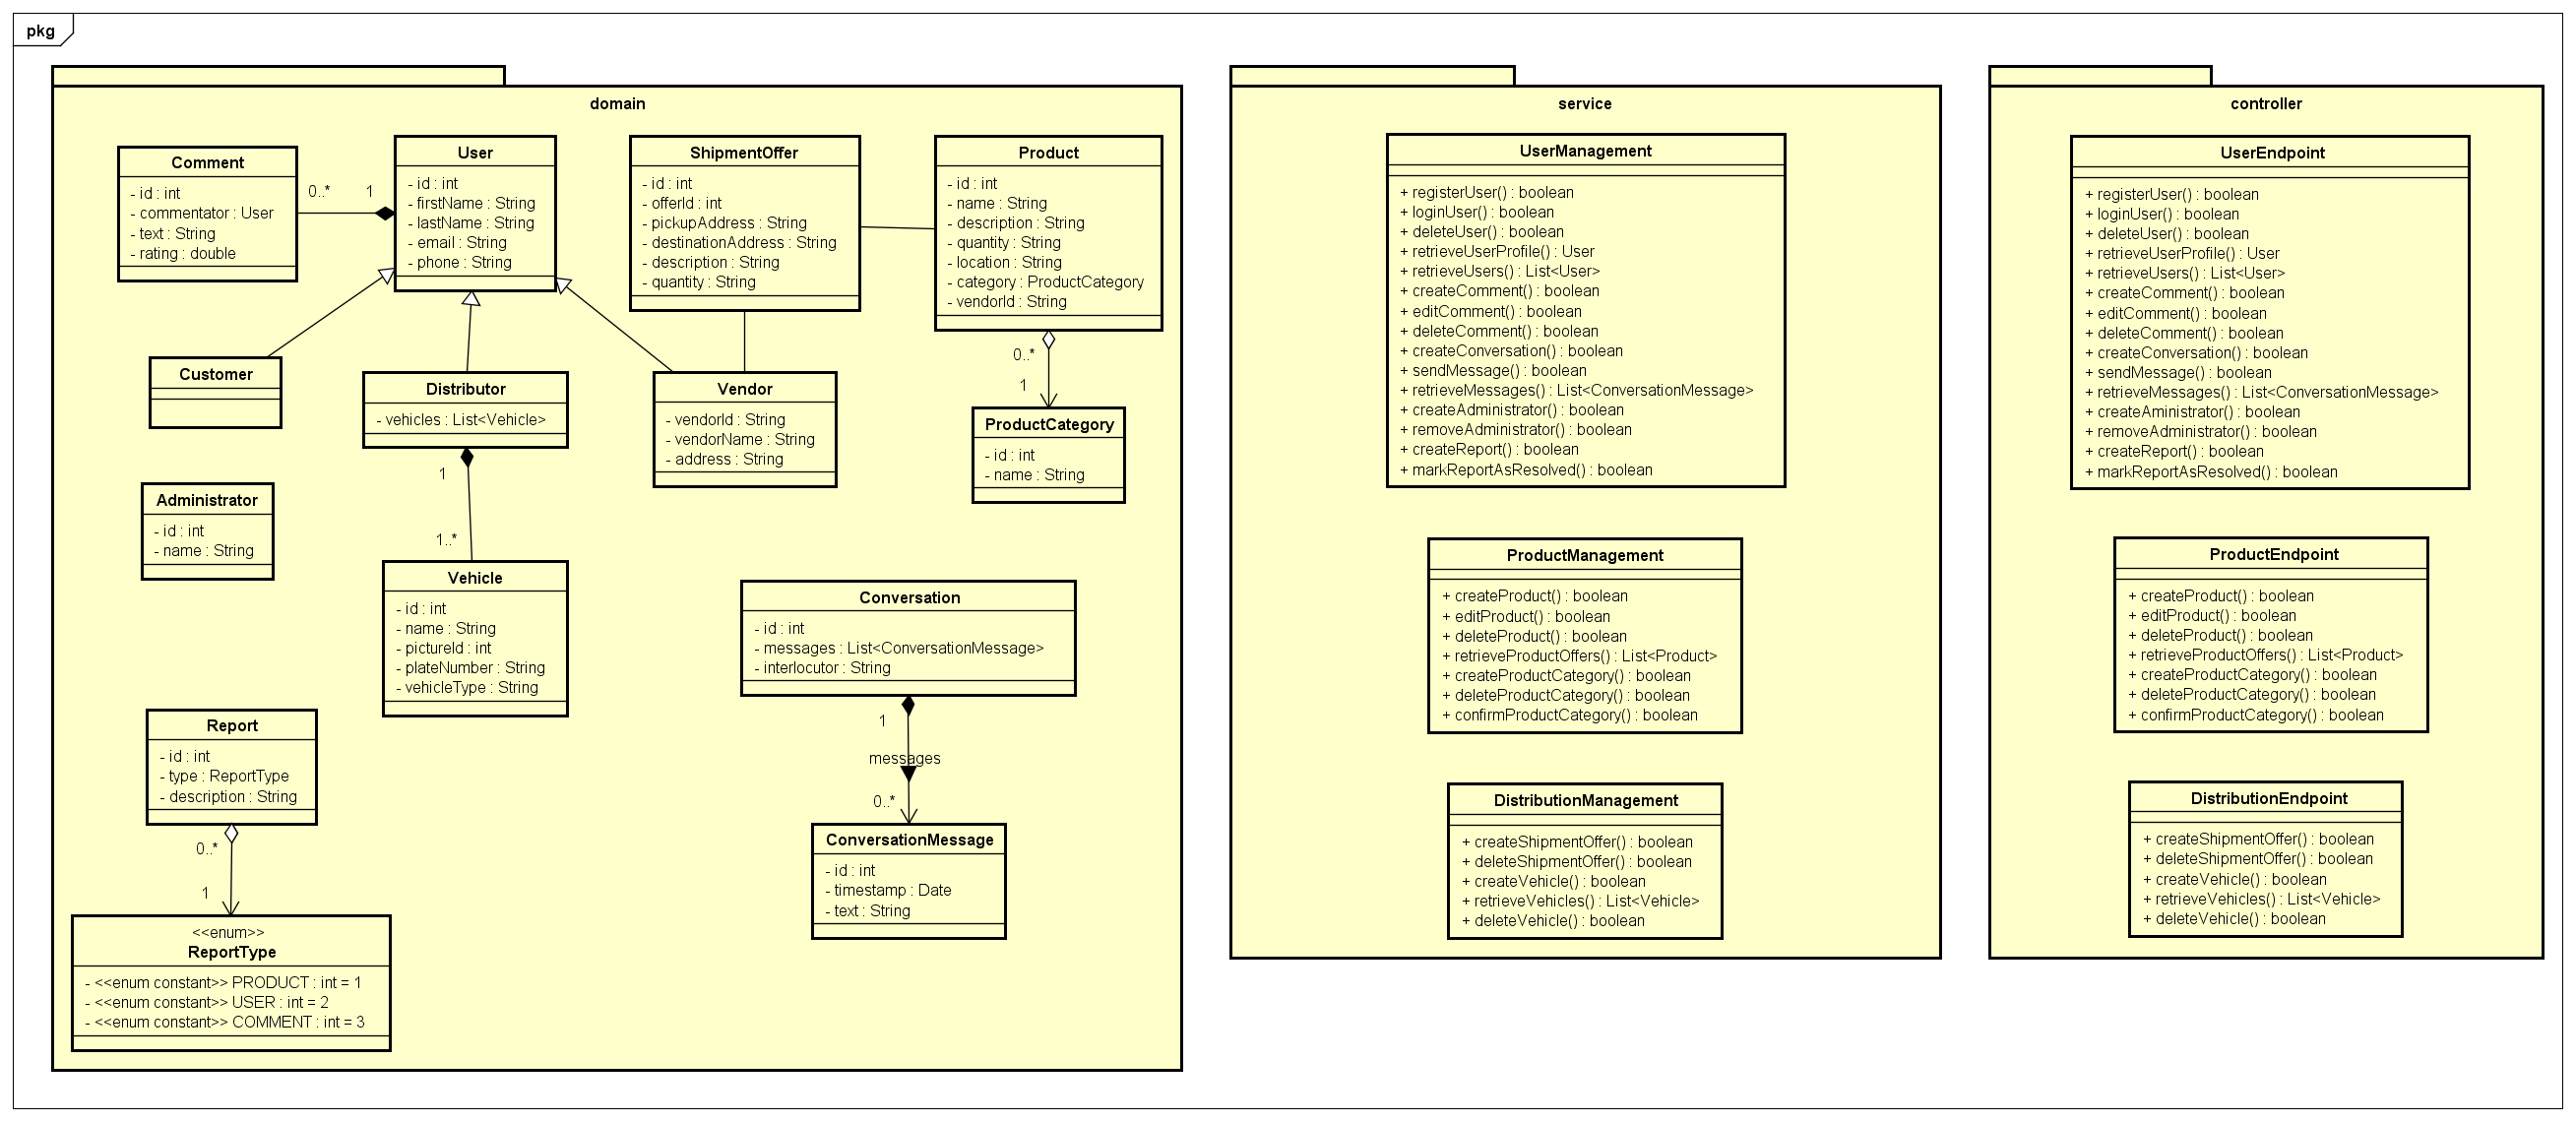 pkg
domain
Comment
- id : int
- commentator : User
- text : String
- rating : double
0..*
1
User
- id : int
- firstName : String
- lastName : String
- email : String
- phone : String
ShipmentOffer
- id : int
- offerId : int
- pickupAddress : String
- destinationAddress : String
- description : String
- quantity : String
Product
- id : int
- name : String
- description : String
- quantity : String
- location : String
- category : ProductCategory
- vendorId : String
0..*
1
Customer
Distributor
- vehicles : List<Vehicle>
1
1..*
Vendor
- vendorId : String
- vendorName : String
- address : String
ProductCategory
- id : int
- name : String
Administrator
- id : int
- name : String
Vehicle
- id : int
- name : String
- pictureId : int
- plateNumber : String
- vehicleType : String
Conversation
- id : int
- messages : List<ConversationMessage>
- interlocutor : String
1
messages
0..*
ConversationMessage
- id : int
- timestamp : Date
- text : String
Report
- id : int
- type : ReportType
- description : String
0..*
1
<<enum>>
ReportType
- <<enum constant>> PRODUCT : int = 1
- <<enum constant>> USER : int = 2
- <<enum constant>> COMMENT : int = 3
service
UserManagement
+ registerUser() : boolean
+ loginUser() : boolean
+ deleteUser() : boolean
+ retrieveUserProfile() : User
+ retrieveUsers() : List<User>
+ createComment() : boolean
+ editComment() : boolean
+ deleteComment() : boolean
+ createConversation() : boolean
+ sendMessage() : boolean
+ retrieveMessages() : List<ConversationMessage>
+ createAdministrator() : boolean
+ removeAdministrator() : boolean
+ createReport() : boolean
+ markReportAsResolved() : boolean
ProductManagement
+ createProduct() : boolean
+ editProduct() : boolean
+ deleteProduct() : boolean
+ retrieveProductOffers() : List<Product>
+ createProductCategory() : boolean
+ deleteProductCategory() : boolean
+ confirmProductCategory() : boolean
DistributionManagement
+ createShipmentOffer() : boolean
+ deleteShipmentOffer() : boolean
+ createVehicle() : boolean
+ retrieveVehicles() : List<Vehicle>
+ deleteVehicle() : boolean
controller
UserEndpoint
+ registerUser() : boolean
+ loginUser() : boolean
+ deleteUser() : boolean
+ retrieveUserProfile() : User
+ retrieveUsers() : List<User>
+ createComment() : boolean
+ editComment() : boolean
+ deleteComment() : boolean
+ createConversation() : boolean
+ sendMessage() : boolean
+ retrieveMessages() : List<ConversationMessage>
+ createAministrator() : boolean
+ removeAdministrator() : boolean
+ createReport() : boolean
+ markReportAsResolved() : boolean
ProductEndpoint
+ createProduct() : boolean
+ editProduct() : boolean
+ deleteProduct() : boolean
+ retrieveProductOffers() : List<Product>
+ createProductCategory() : boolean
+ deleteProductCategory() : boolean
+ confirmProductCategory() : boolean
DistributionEndpoint
+ createShipmentOffer() : boolean
+ deleteShipmentOffer() : boolean
+ createVehicle() : boolean
+ retrieveVehicles() : List<Vehicle>
+ deleteVehicle() : boolean